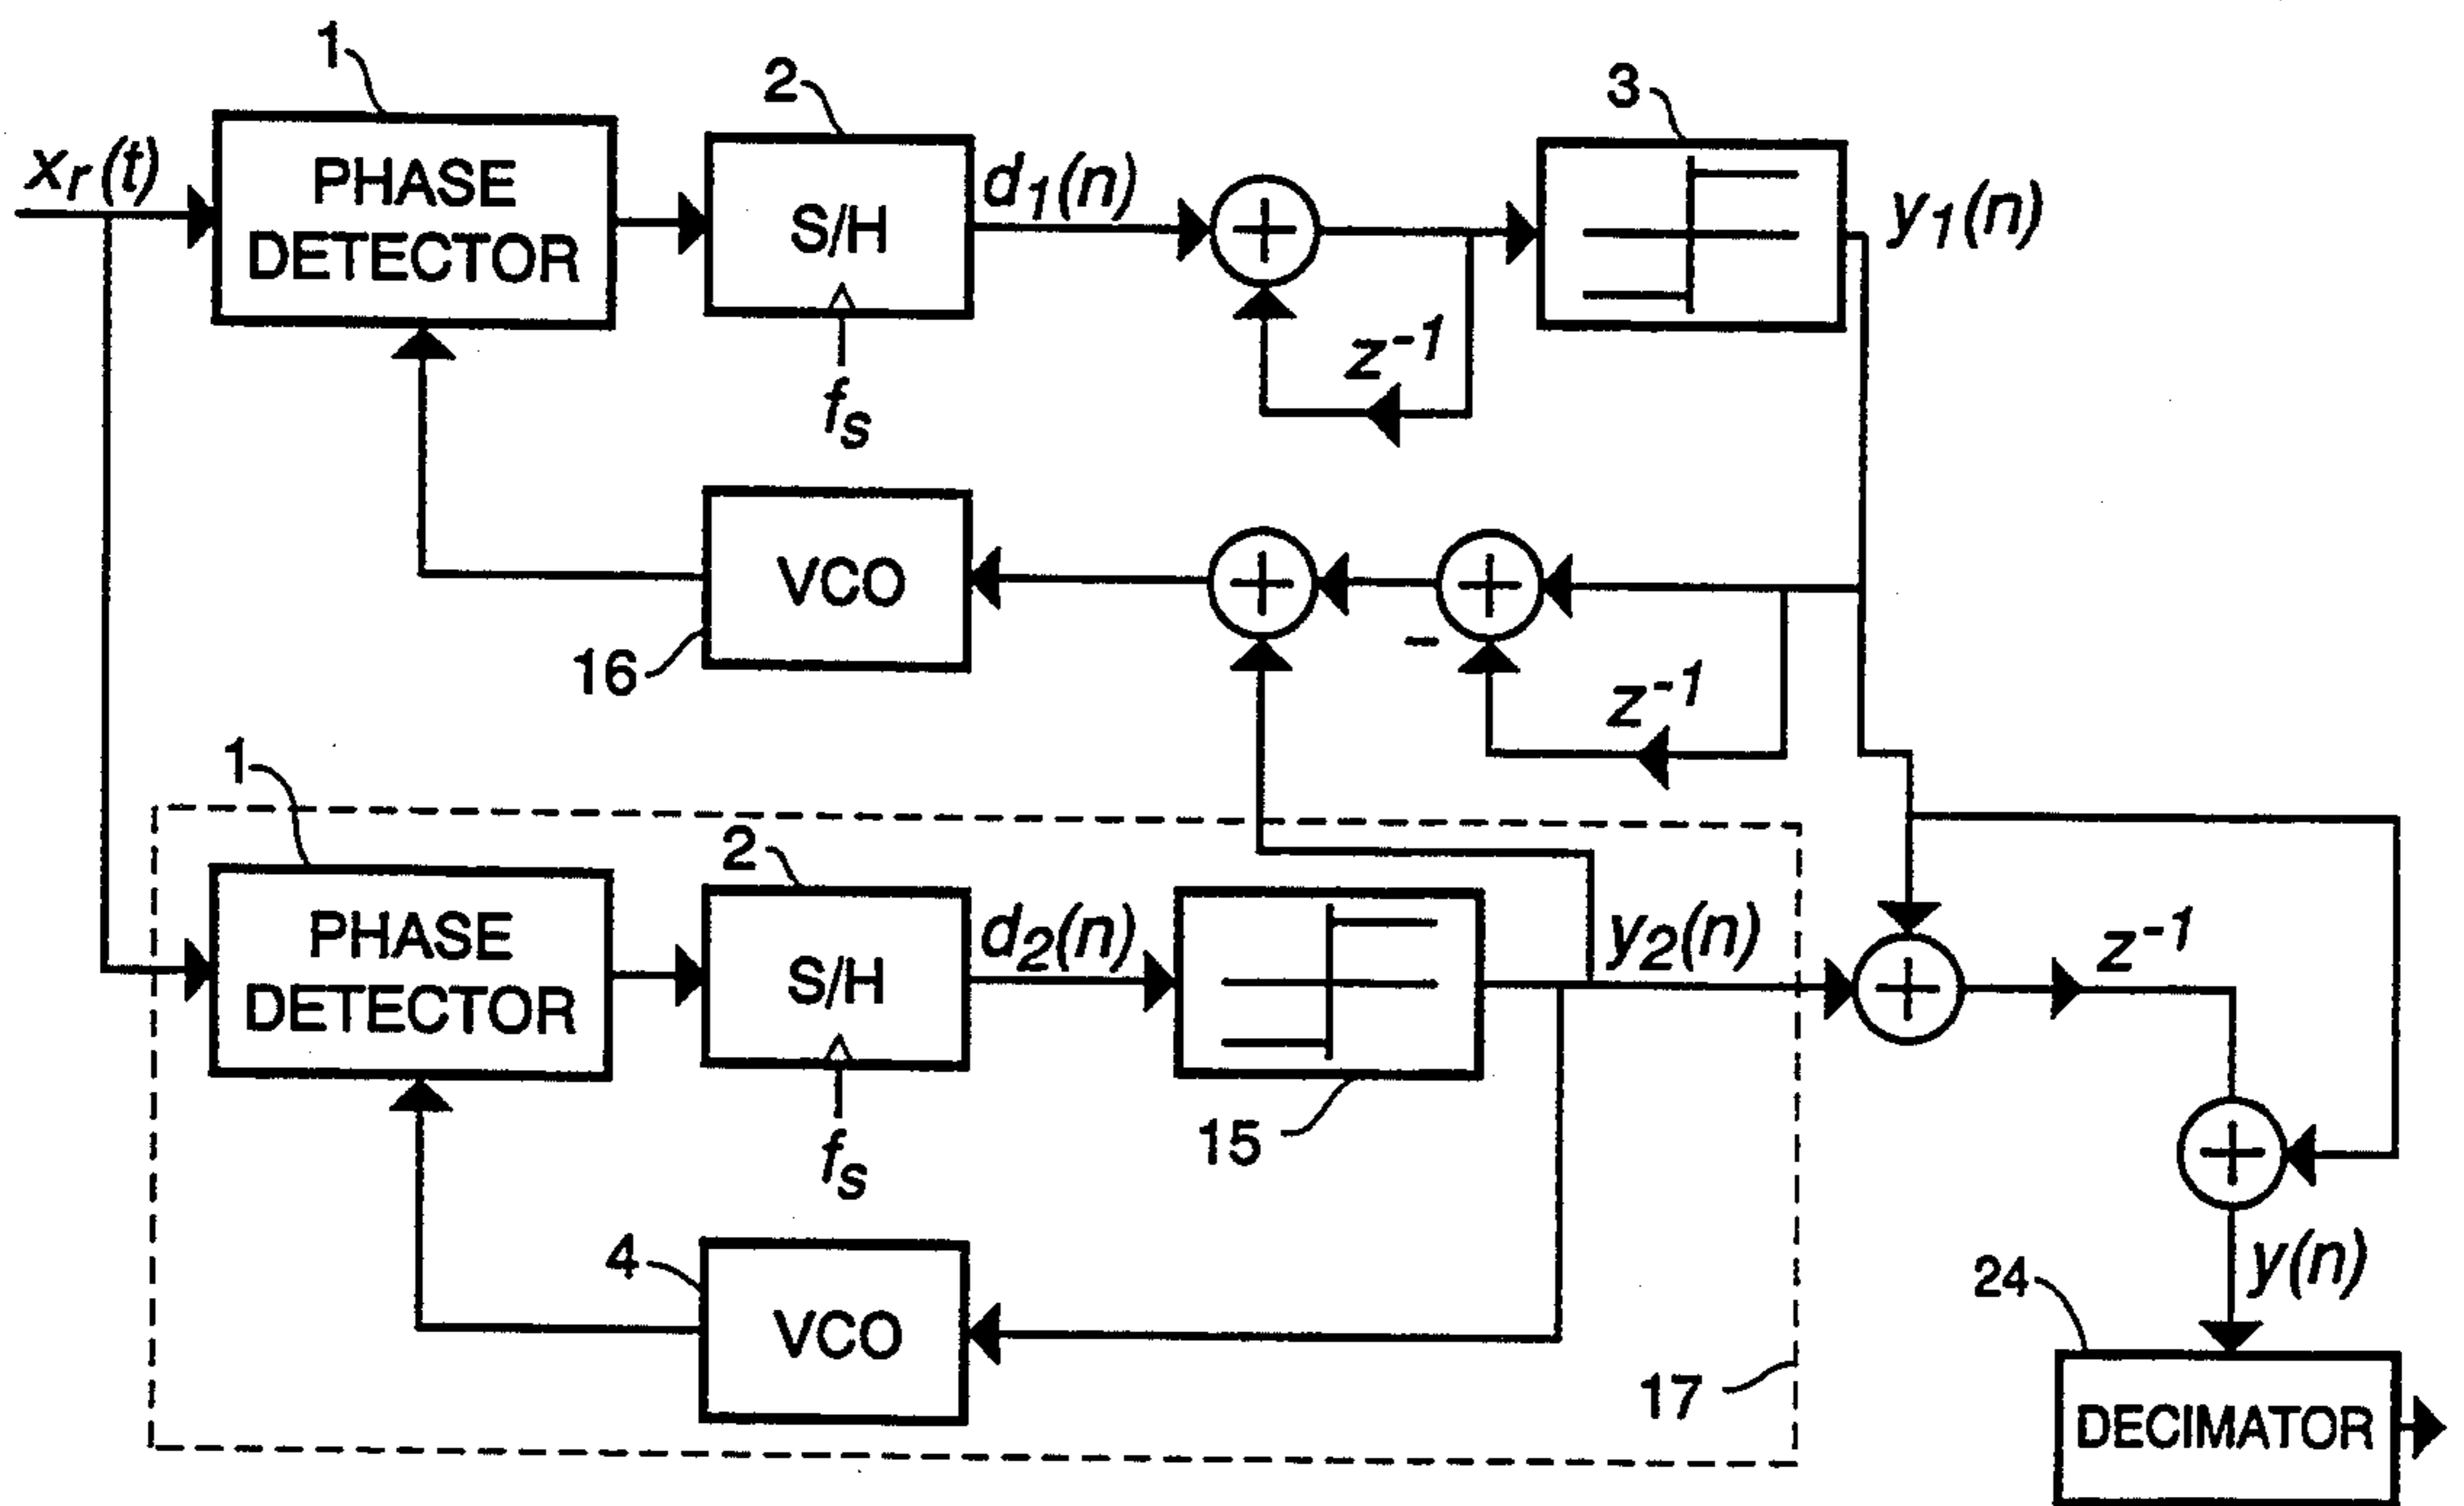 1
2
3
x_r(t)
PHASE
DETECTOR
S/H
f_s
d_1(n)
+
z^-1
y_1(n)
VCO
16
+
+
-
z^-1
1
2
PHASE
DETECTOR
S/H
f_s
d_2(n)
15
y_2(n)
+
z^-1
+
4
VCO
17
y(n)
24
DECIMATOR